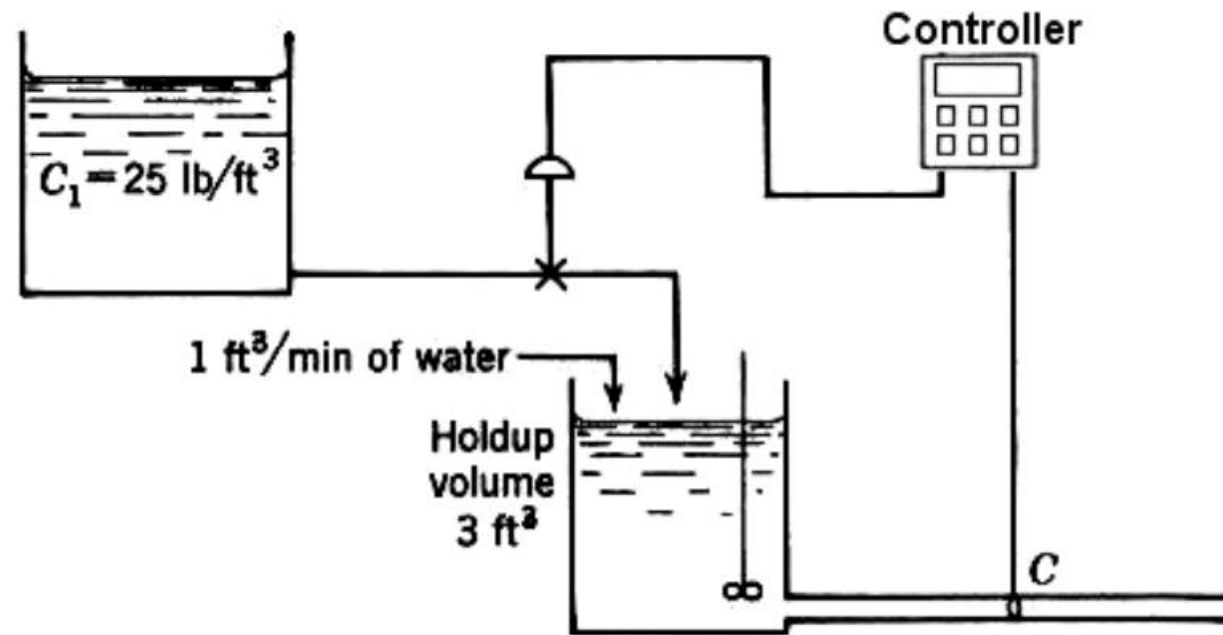 Controller
C₁ = 25 lb/ft³
1 ft³/min of water
Holdup
volume
3 ft³
C